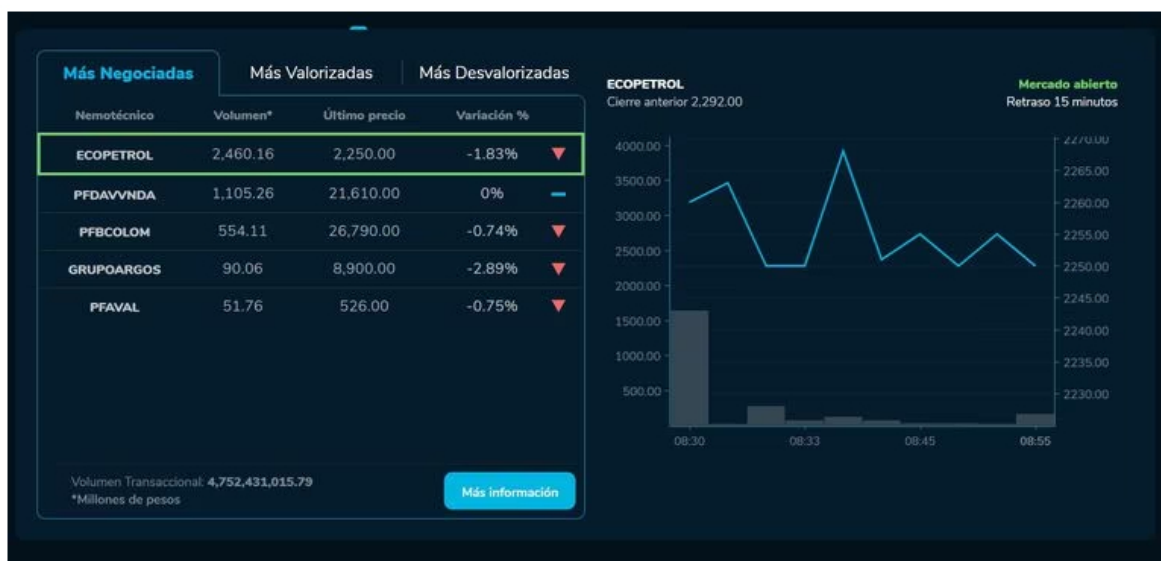 Más Negociadas Más Valorizadas Más Desvalorizadas
Nemotécnico Volumen* Último precio Variación %
ECOPETROL 2,460.16 2,250.00 -1.83%
PFDAVVNDA 1,105.26 21,610.00 0%
PFBCOLOM 554.11 26,790.00 -0.74%
GRUPOARGOS 90.06 8,900.00 -2.89%
PFAVAL 51.76 526.00 -0.75%
Volumen Transaccional: 4,752,431,015.79
*Millones de pesos
Más información
ECOPETROL
Cierre anterior 2,292.00
Mercado abierto
Retraso 15 minutos
4000.00
3500.00
3000.00
2500.00
2000.00
1500.00
1000.00
500.00
2270.00
2265.00
2260.00
2255.00
2250.00
2245.00
2240.00
2235.00
2230.00
08:30 08:33 08:45 08:55